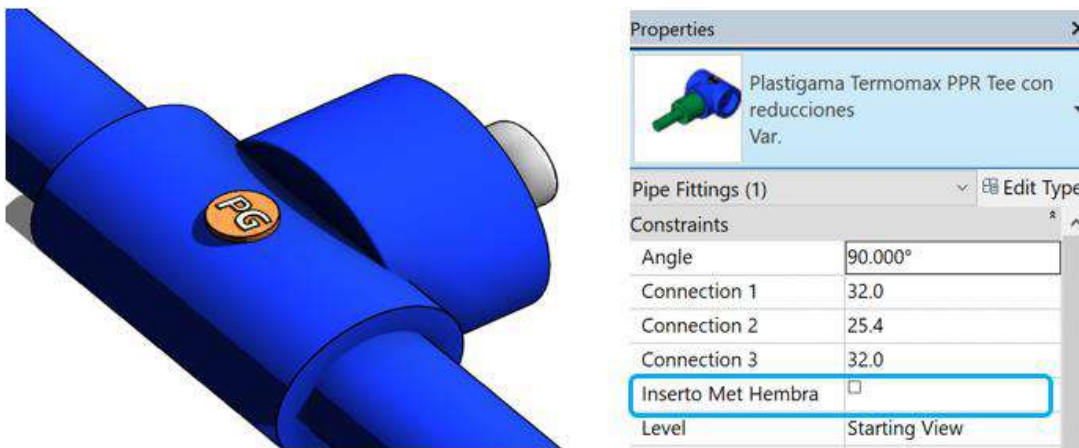 PG
Properties
Plastigama Termomax PPR Tee con
reducciones
Var.
Pipe Fittings (1)
Edit Type
Constraints
Angle 90.000°
Connection 1 32.0
Connection 2 25.4
Connection 3 32.0
Inserto Met Hembra
Level Starting View